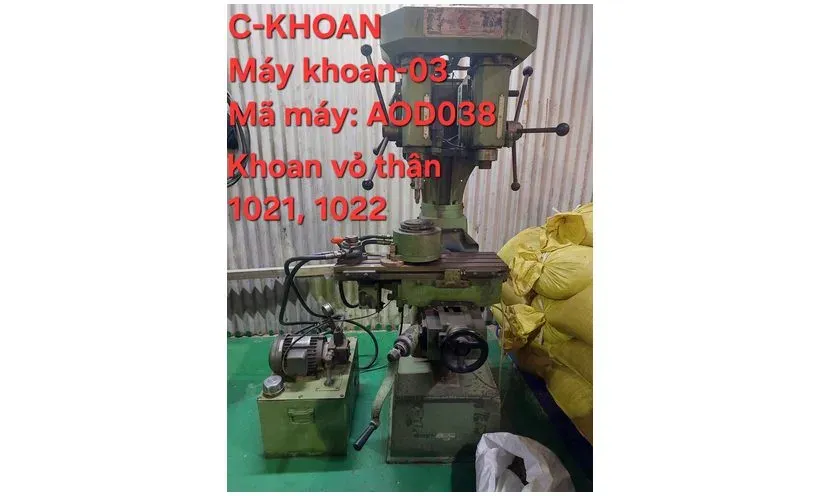 C-KHOAN
Máy khoan-03
Mã máy: AOD038
Khoan vỏ thân
1021, 1022